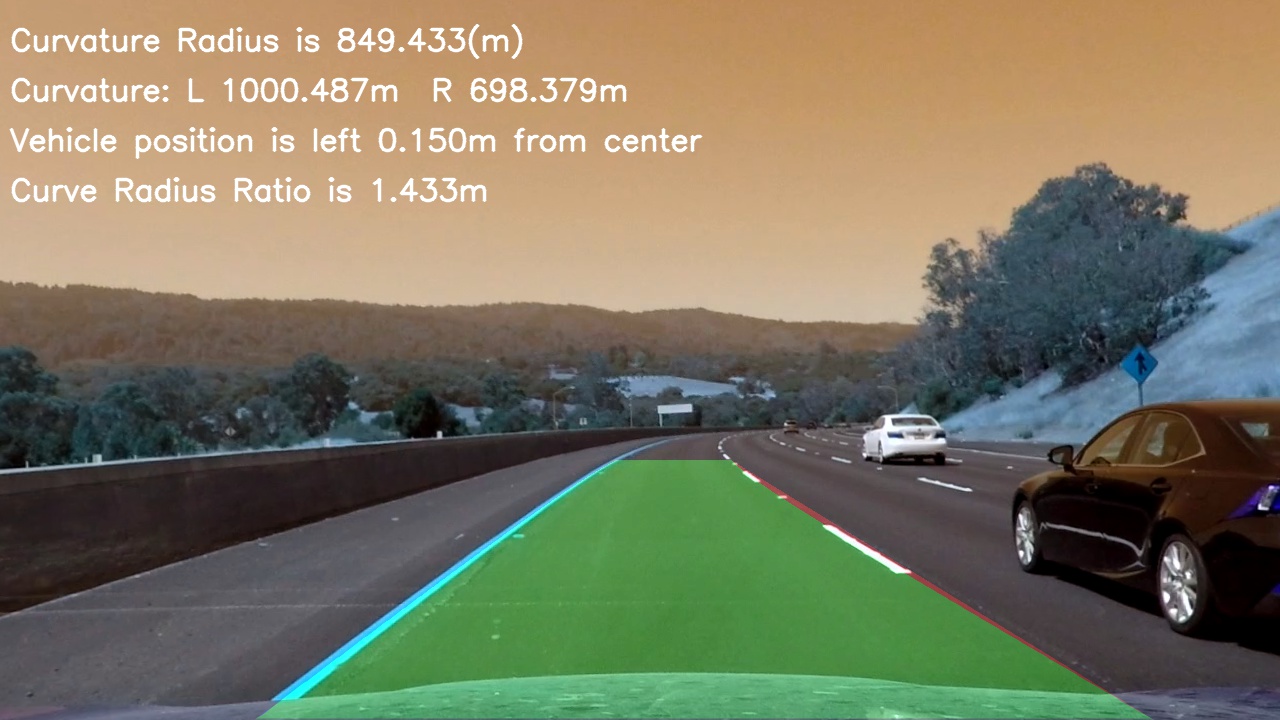 Curvature Radius is 849.433(m)
Curvature: L 1000.487m R 698.379m
Vehicle position is left 0.150m from center
Curve Radius Ratio is 1.433m